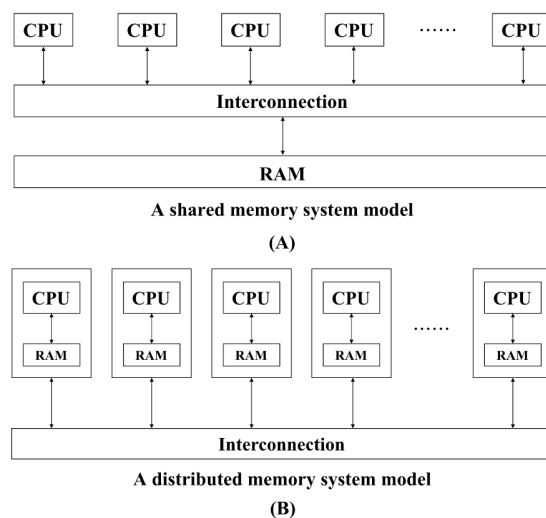 CPU CPU CPU CPU ...... CPU
Interconnection
RAM
A shared memory system model
(A)
CPU CPU CPU CPU CPU
......
RAM RAM RAM RAM RAM
Interconnection
A distributed memory system model
(B)